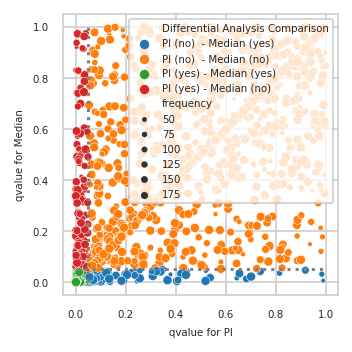 1.0
0.8
0.6
0.4
0.2
0.0
qvalue for Median
Differential Analysis Comparison
PI (no)  - Median (yes)
PI (no)  - Median (no)
PI (yes) - Median (yes)
PI (yes) - Median (no)
frequency
50
75
100
125
150
175
0.0 0.2 0.4 0.6 0.8 1.0
qvalue for PI